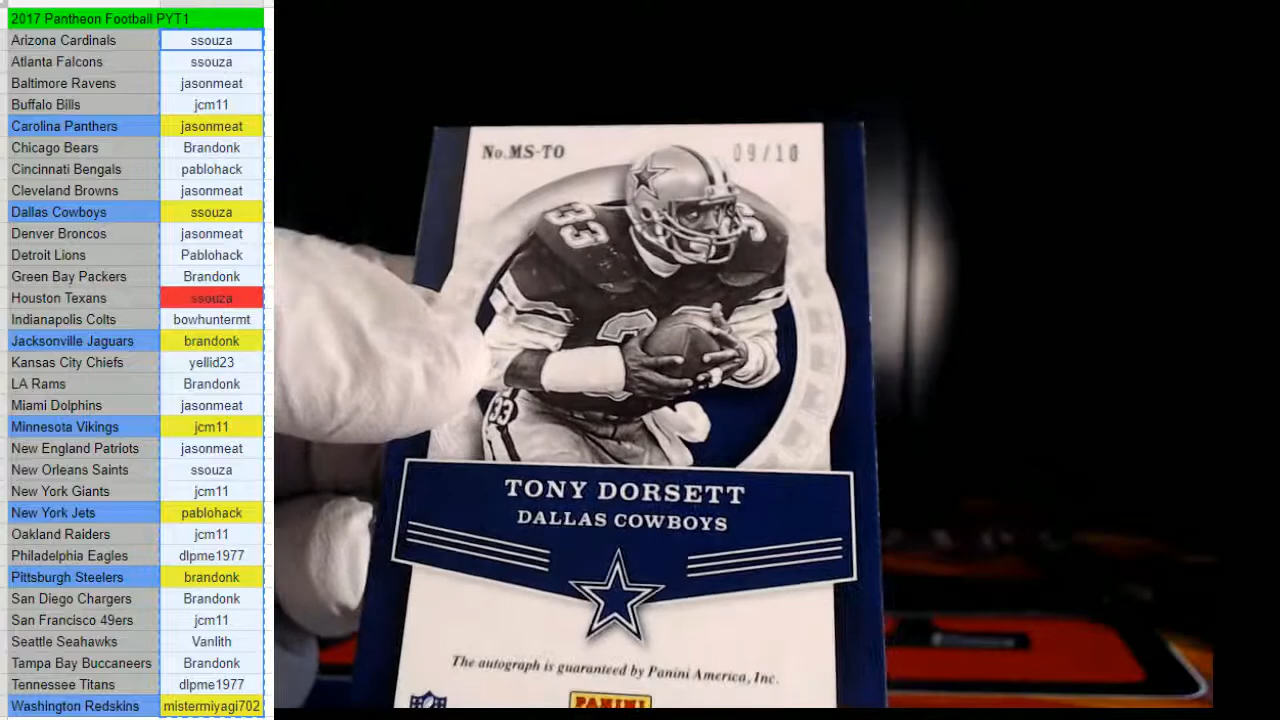 2017 Pantheon Football PYT1
Arizona Cardinals ssouza
Atlanta Falcons ssouza
Baltimore Ravens jasonmeat
Buffalo Bills jcm11
Carolina Panthers jasonmeat
Chicago Bears Brandonk
Cincinnati Bengals pablohack
Cleveland Browns jasonmeat
Dallas Cowboys ssouza
Denver Broncos jasonmeat
Detroit Lions Pablohack
Green Bay Packers Brandonk
Houston Texans ssouza
Indianapolis Colts bowhuntermt
Jacksonville Jaguars brandonk
Kansas City Chiefs yellid23
LA Rams Brandonk
Miami Dolphins jasonmeat
Minnesota Vikings jcm11
New England Patriots jasonmeat
New Orleans Saints ssouza
New York Giants jcm11
New York Jets pablohack
Oakland Raiders jcm11
Philadelphia Eagles dlpme1977
Pittsburgh Steelers brandonk
San Diego Chargers Brandonk
San Francisco 49ers jcm11
Seattle Seahawks Vanlith
Tampa Bay Buccaneers Brandonk
Tennessee Titans dlpme1977
Washington Redskins mistermiyagi702
No. MS-TO
09/10
33
33
TONY DORSETT
DALLAS COWBOYS
The autograph is guaranteed by Panini America, Inc.
NFL
PANINI